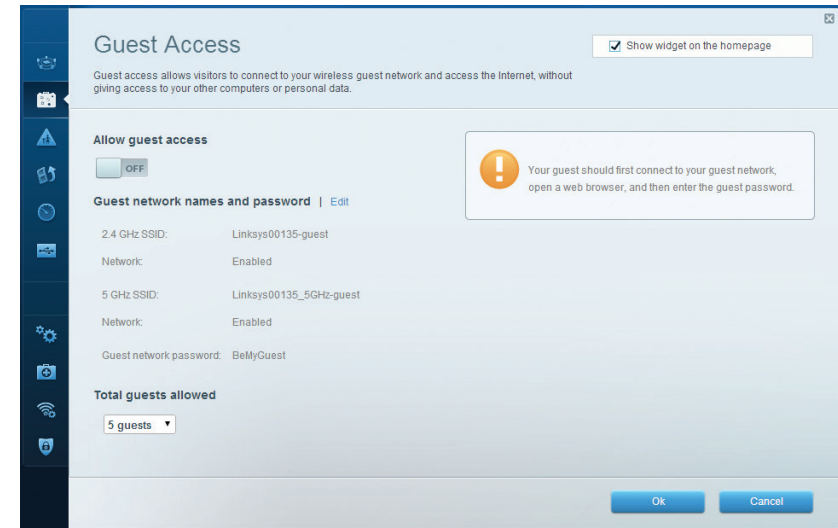 Guest Access
Show widget on the homepage
Guest access allows visitors to connect to your wireless guest network and access the Internet, without
giving access to your other computers or personal data.
Allow guest access
OFF
Your guest should first connect to your guest network,
open a web browser, and then enter the guest password.
Guest network names and password | Edit
2.4 GHz SSID: Linksys00135-guest
Network: Enabled
5 GHz SSID: Linksys00135_5GHz-guest
Network: Enabled
Guest network password: BeMyGuest
Total guests allowed
5 guests
Ok Cancel